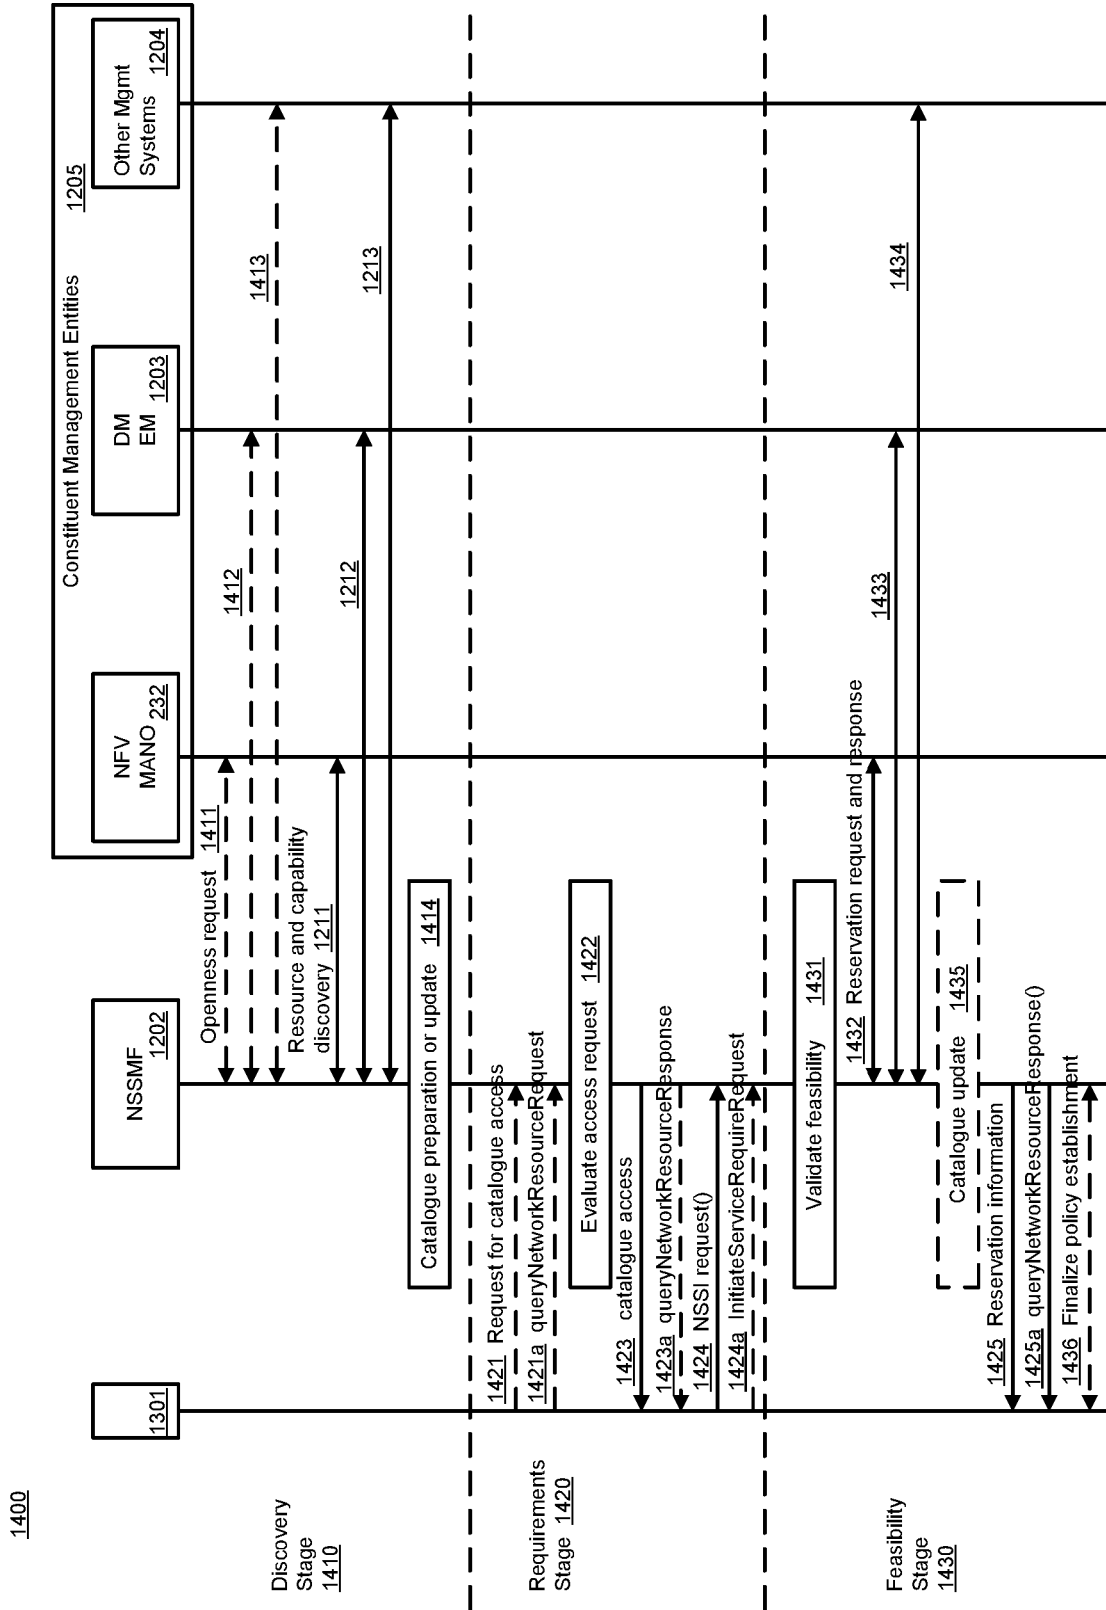 1400
Constituent Management Entities
1205
1301
NSSMF
1202
NFV
MANO 232
DM
EM 1203
Other Mgmt
Systems 1204
Discovery
Stage
1410
Openness request 1411
1412
1413
Resource and capability
discovery 1211
1212
1213
Catalogue preparation or update 1414
Requirements
Stage 1420
1421 Request for catalogue access
1421a queryNetworkResourceRequest
Evaluate access request 1422
1423 catalogue access
1423a queryNetworkResourceResponse
1424 NSSI request()
1424a InitiateServiceRequireRequest
Feasibility
Stage
1430
Validate feasibility 1431
1432 Reservation request and response
1433
1434
Catalogue update 1435
1425 Reservation information
1425a queryNetworkResourceResponse()
1436 Finalize policy establishment